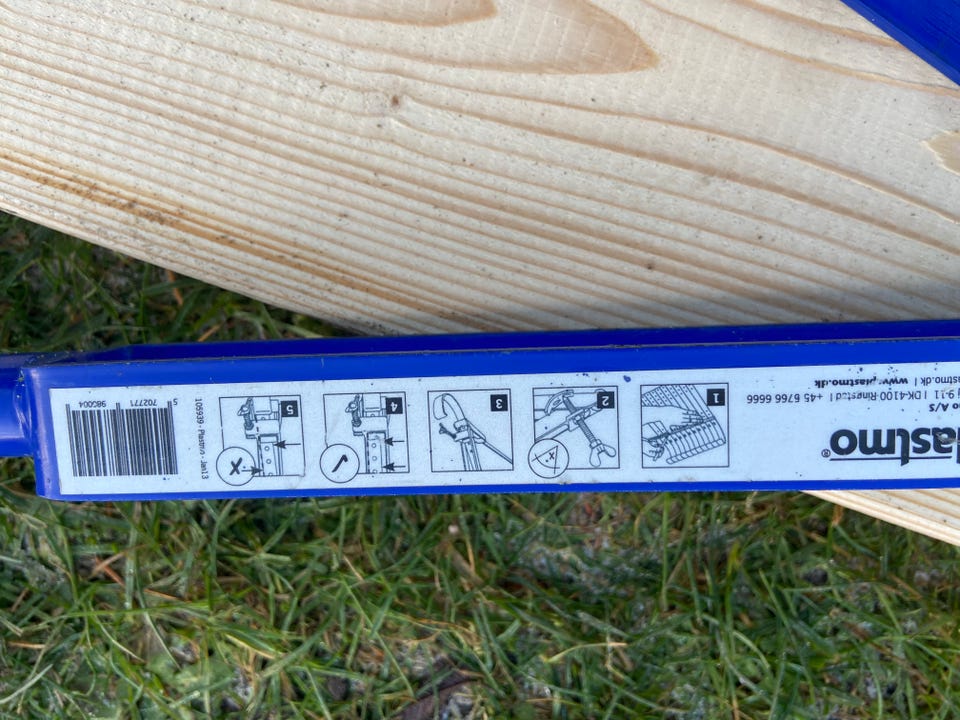 lastmo®
o A/S
j 9-11 | DK-4100 Ringsted | +45 5766 6666
astmo.dk | www.plastmo.dk
1
2
3
4
5
105939 - Plastmo - Jan13
5 702771